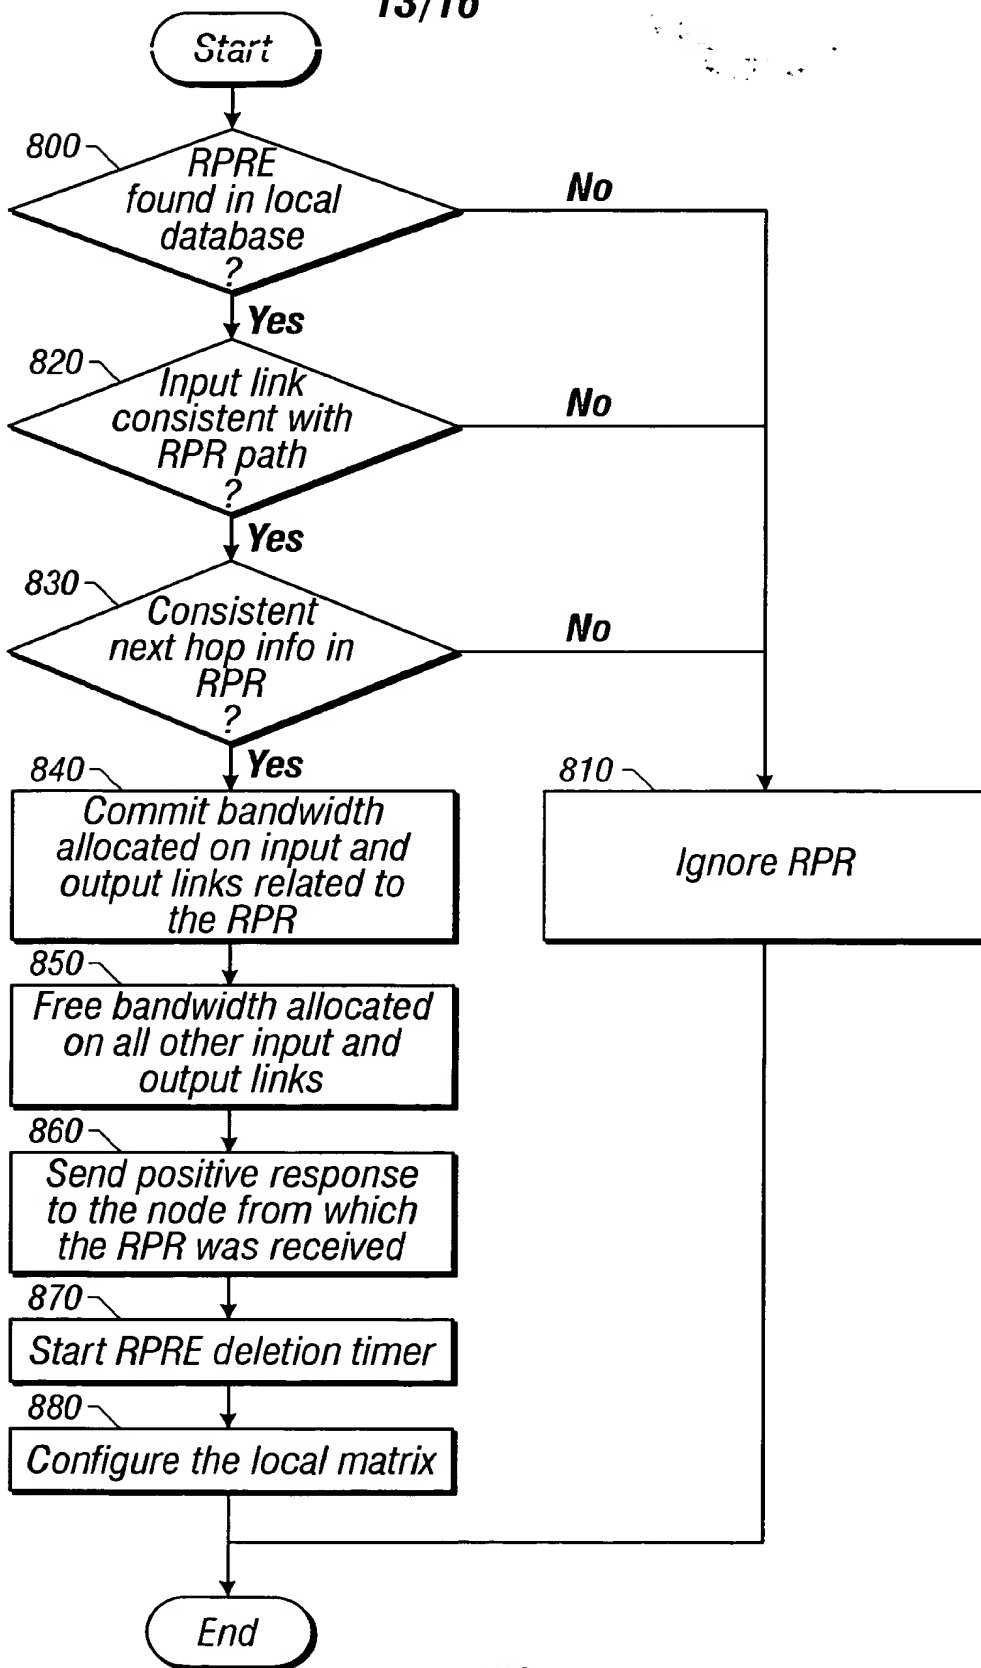 13/16
Start
800
RPRE
found in local
database
?
No
Yes
820
Input link
consistent with
RPR path
?
No
Yes
830
Consistent
next hop info in
RPR
?
No
Yes
840
Commit bandwidth
allocated on input and
output links related to
the RPR
810
Ignore RPR
850
Free bandwidth allocated
on all other input and
output links
860
Send positive response
to the node from which
the RPR was received
870
Start RPRE deletion timer
880
Configure the local matrix
End